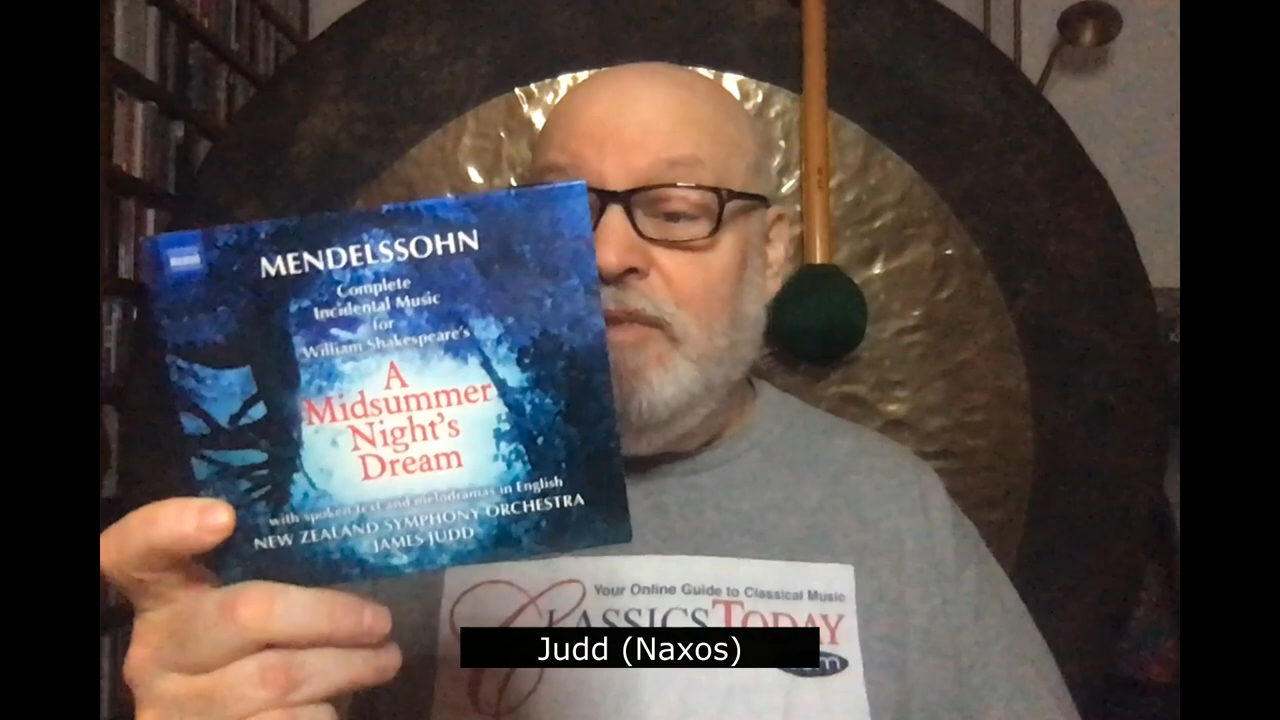 MENDELSSOHN
Complete
Incidental Music
for
William Shakespeare's
A
Midsummer
Night's
Dream
with spoken text and melodramas in English
NEW ZEALAND SYMPHONY ORCHESTRA
JAMES JUDD
Your Online Guide to Classical Music
CLASSICSTODAY
Judd (Naxos)